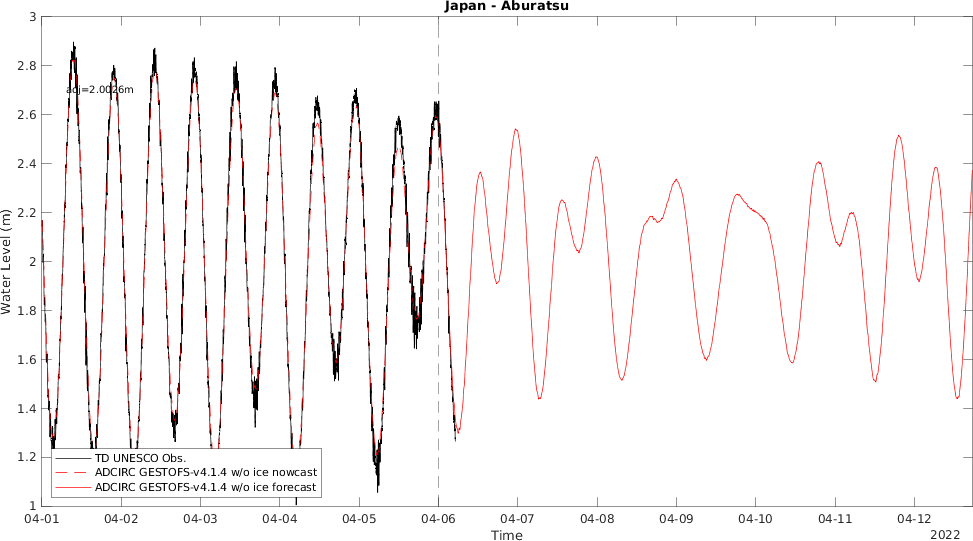 Japan - Aburatsu
3
2.8
2.6
2.4
2.2
2
1.8
1.6
1.4
1.2
1
Water Level (m)
adj=2.0026m
TD UNESCO Obs.
ADCIRC GESTOFS-v4.1.4 w/o ice nowcast
ADCIRC GESTOFS-v4.1.4 w/o ice forecast
04-01 04-02 04-03 04-04 04-05 04-06 04-07 04-08 04-09 04-10 04-11 04-12
Time
2022